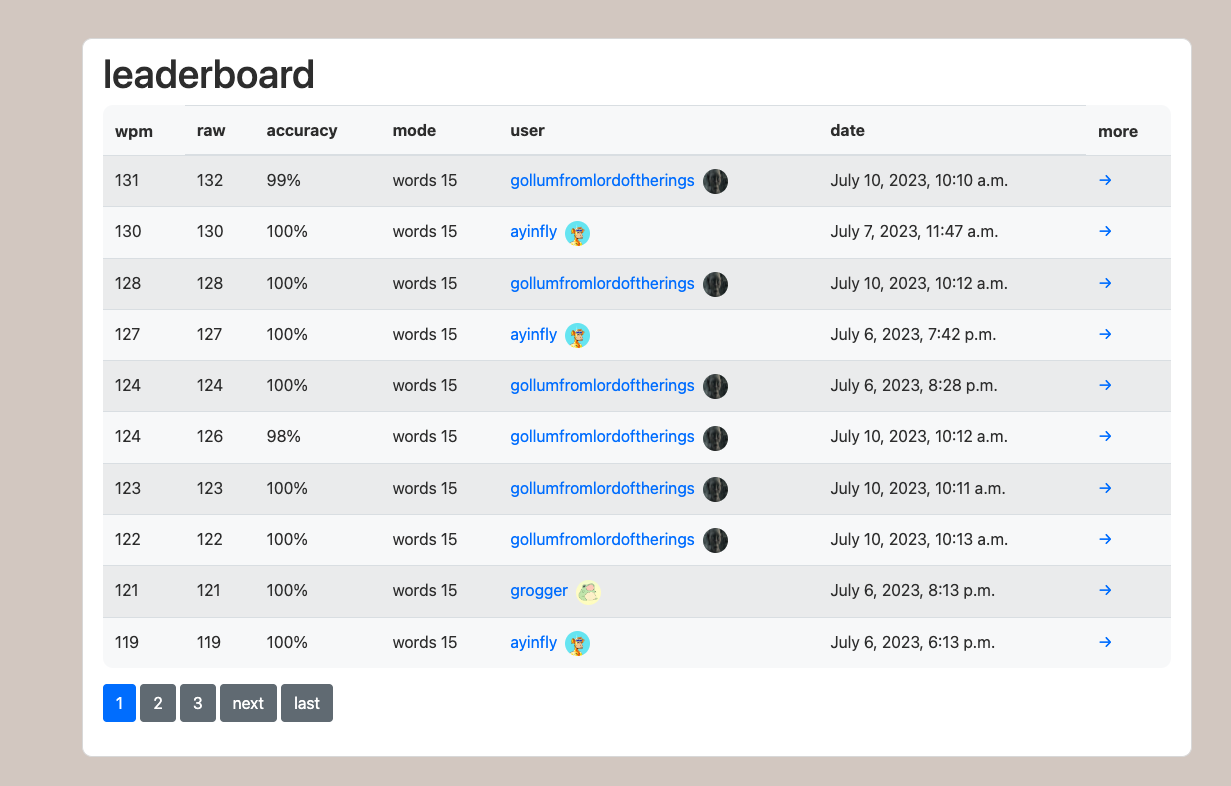 leaderboard
wpm raw accuracy mode user date more
131 132 99% words 15 gollumfromlordoftherings July 10, 2023, 10:10 a.m. →
130 130 100% words 15 ayinfly July 7, 2023, 11:47 a.m. →
128 128 100% words 15 gollumfromlordoftherings July 10, 2023, 10:12 a.m. →
127 127 100% words 15 ayinfly July 6, 2023, 7:42 p.m. →
124 124 100% words 15 gollumfromlordoftherings July 6, 2023, 8:28 p.m. →
124 126 98% words 15 gollumfromlordoftherings July 10, 2023, 10:12 a.m. →
123 123 100% words 15 gollumfromlordoftherings July 10, 2023, 10:11 a.m. →
122 122 100% words 15 gollumfromlordoftherings July 10, 2023, 10:13 a.m. →
121 121 100% words 15 grogger July 6, 2023, 8:13 p.m. →
119 119 100% words 15 ayinfly July 6, 2023, 6:13 p.m. →
1 2 3 next last